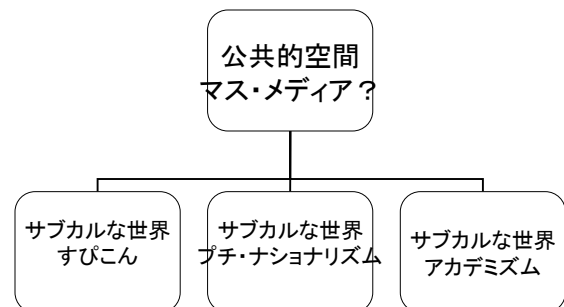 公共的空間
マス・メディア？
サブカルな世界
すぴこん
サブカルな世界
プチ・ナショナリズム
サブカルな世界
アカデミズム